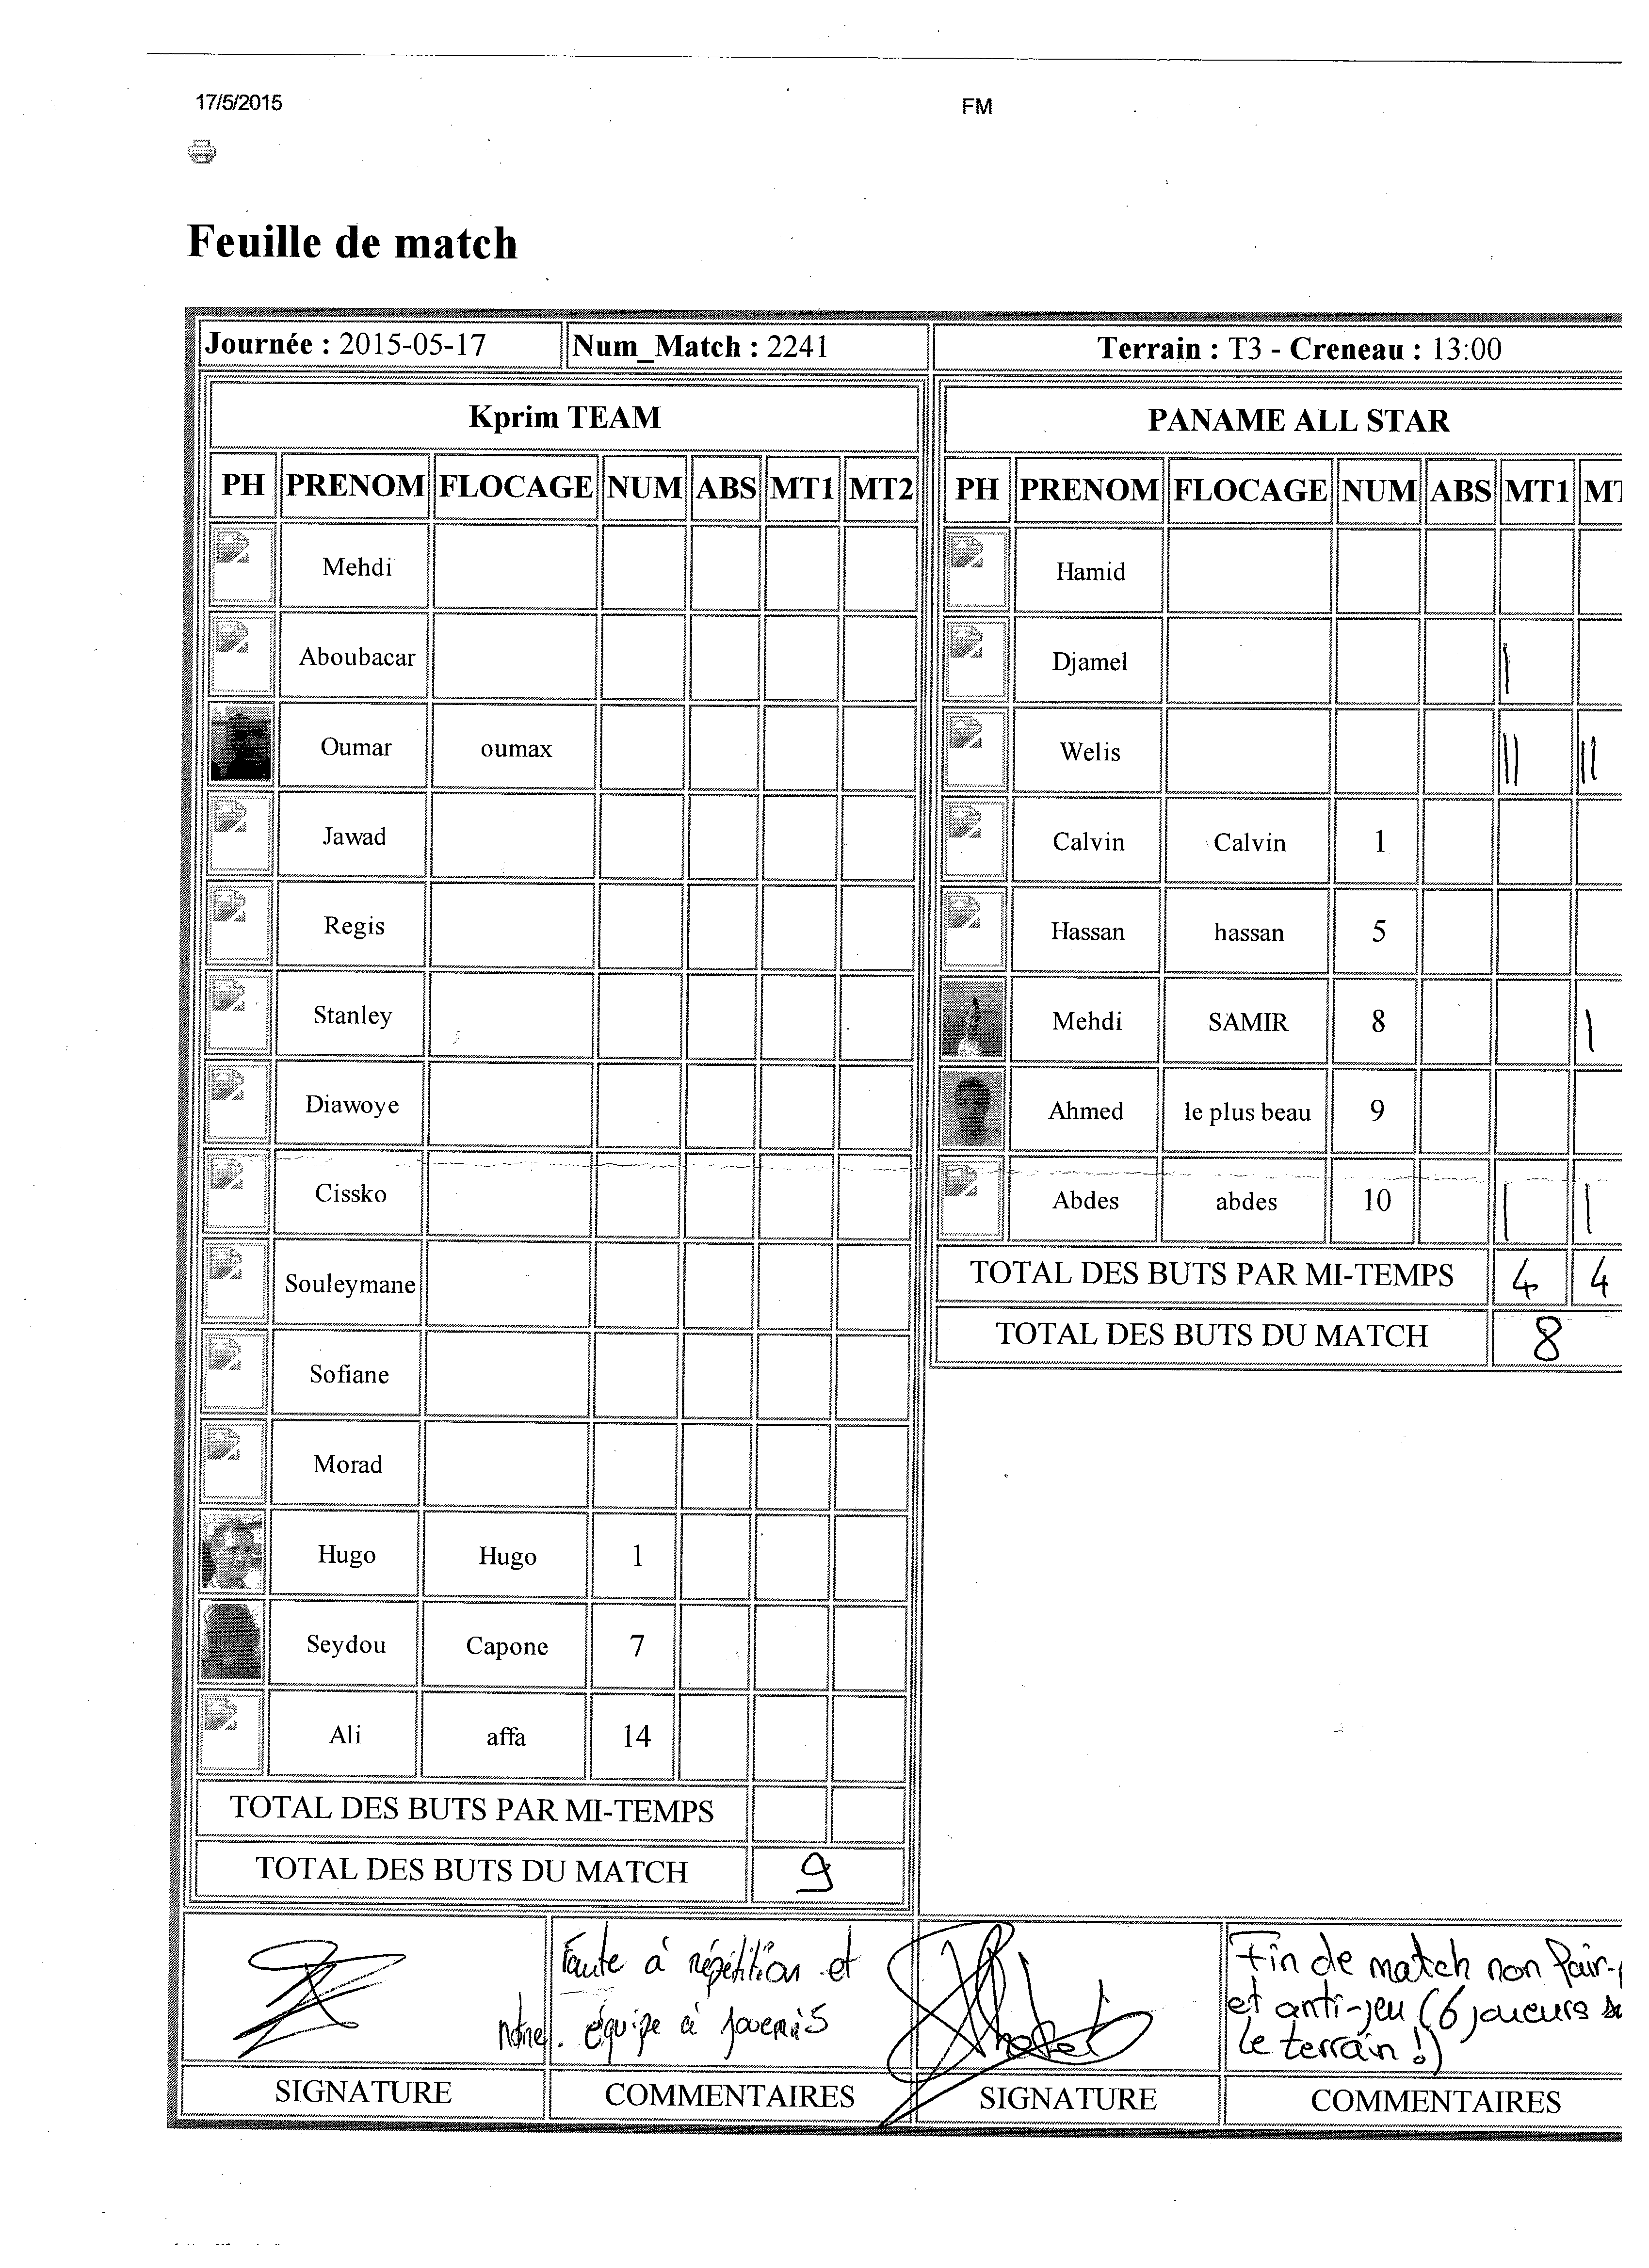 17/5/2015 FM
Feuille de match
Journée : 2015-05-17 Num_Match : 2241 Terrain : T3 - Creneau : 13:00
Kprim TEAM PANAME ALL STAR
PH PRENOM FLOCAGE NUM ABS MT1 MT2 PH PRENOM FLOCAGE NUM ABS MT1
Mehdi Hamid
Aboubacar Djamel |
Oumar oumax Welis || ||
Jawad Calvin Calvin 1
Regis Hassan hassan 5
Stanley Mehdi SAMIR 8 |
Diawoye Ahmed le plus beau 9
Cissko Abdes abdes 10 | |
Souleymane TOTAL DES BUTS PAR MI-TEMPS 4 4
Sofiane TOTAL DES BUTS DU MATCH 8
Morad
Hugo Hugo 1
Seydou Capone 7
Ali affa 14
TOTAL DES BUTS PAR MI-TEMPS
TOTAL DES BUTS DU MATCH 9
Faute à répétition et
équipe à
Fin de match non fair-
et anti-jeu (6 joueurs
le terrain !)
SIGNATURE COMMENTAIRES SIGNATURE COMMENTAIRES